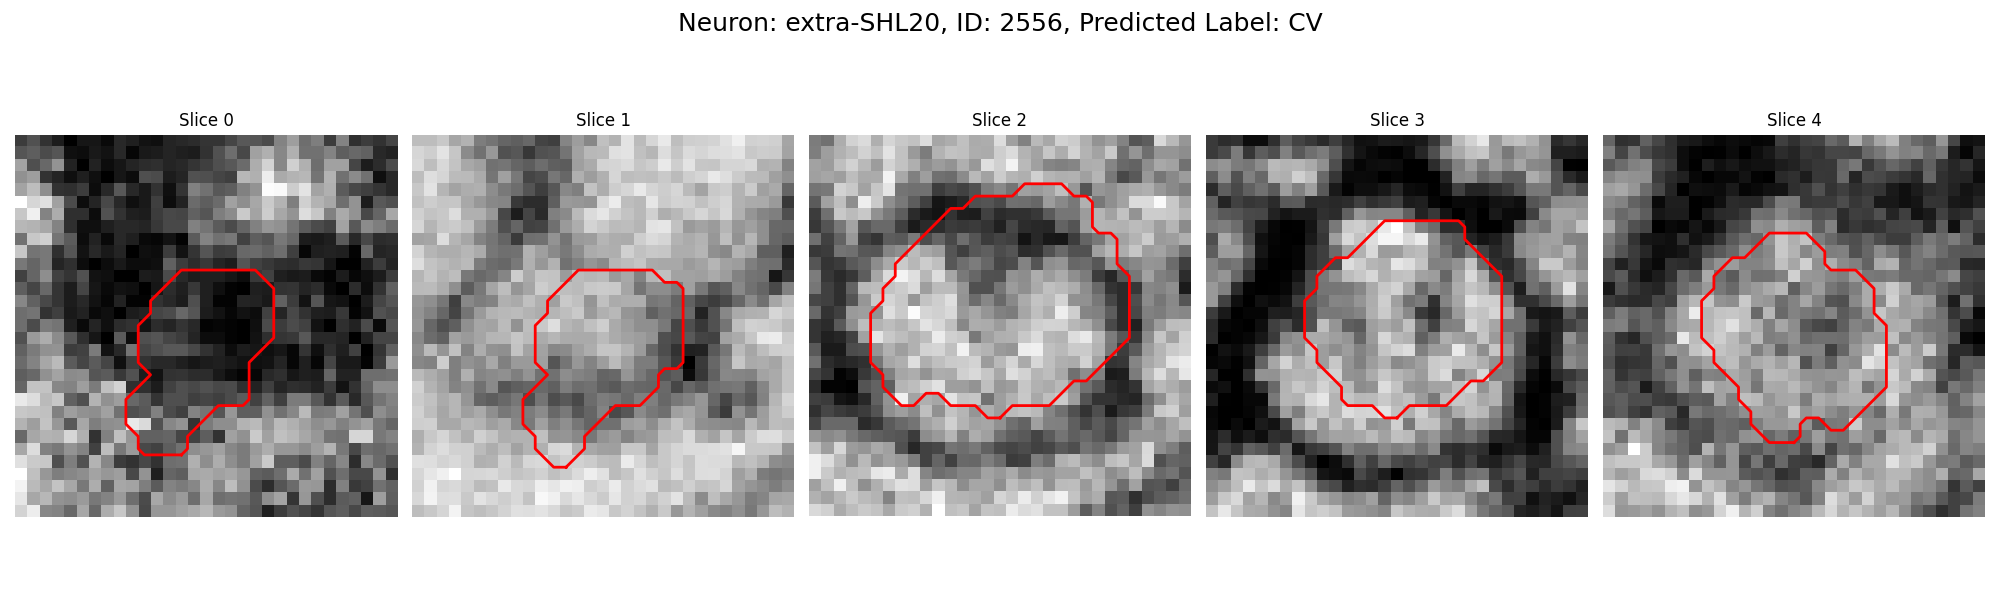 Neuron: extra-SHL20, ID: 2556, Predicted Label: CV
Slice 0
Slice 1
Slice 2
Slice 3
Slice 4